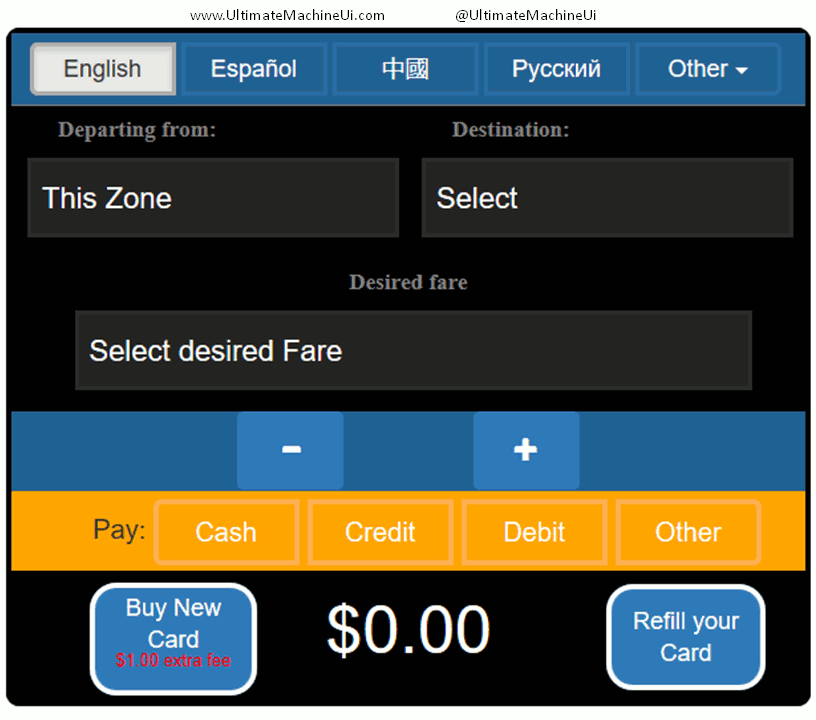 www.UltimateMachineUi.com @UltimateMachineUi
English Español 中國 Русский Other
Departing from: Destination:
This Zone Select
Desired fare
Select desired Fare
- +
Pay: Cash Credit Debit Other
Buy New
Card
$1.00 extra fee
$0.00
Refill your
Card